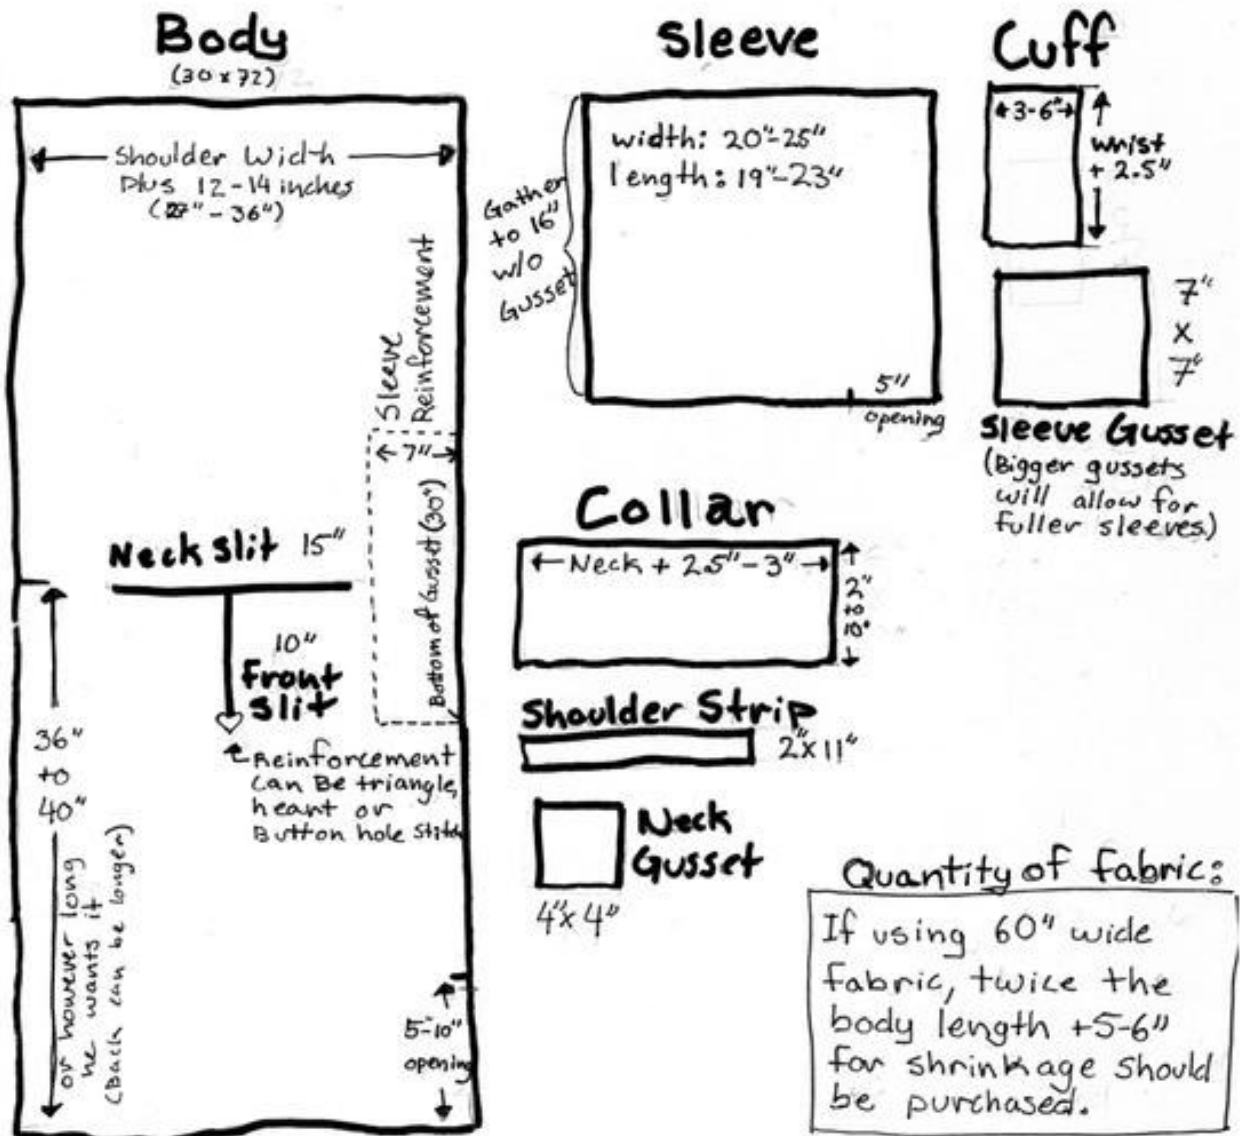 Body
(30 x 72)
Shoulder Width
Plus 12-14 inches
(27"-36")
Sleeve
Reinforcement
7"
Bottom of Gusset (30")
Neck Slit 15"
10"
Front
Slit
Reinforcement
Can Be triangle,
heart or
Button hole stitch
36"
to
40"
or however long
he wants it
(Back can be longer)
5-10"
opening
Sleeve
width: 20"-25"
length: 19"-23"
Gather
to 16"
w/o
Gusset
5"
opening
Cuff
3-6"
wrist
+ 2.5"
7"
x
7"
Sleeve Gusset
(Bigger gussets
will allow for
fuller sleeves.)
Collar
Neck + 2.5"-3"
2"
to
10"
Shoulder Strip
2"x11"
Neck
Gusset
4"x4"
Quantity of fabric:
If using 60" wide
fabric, twice the
body length +5-6"
for shrinkage should
be purchased.